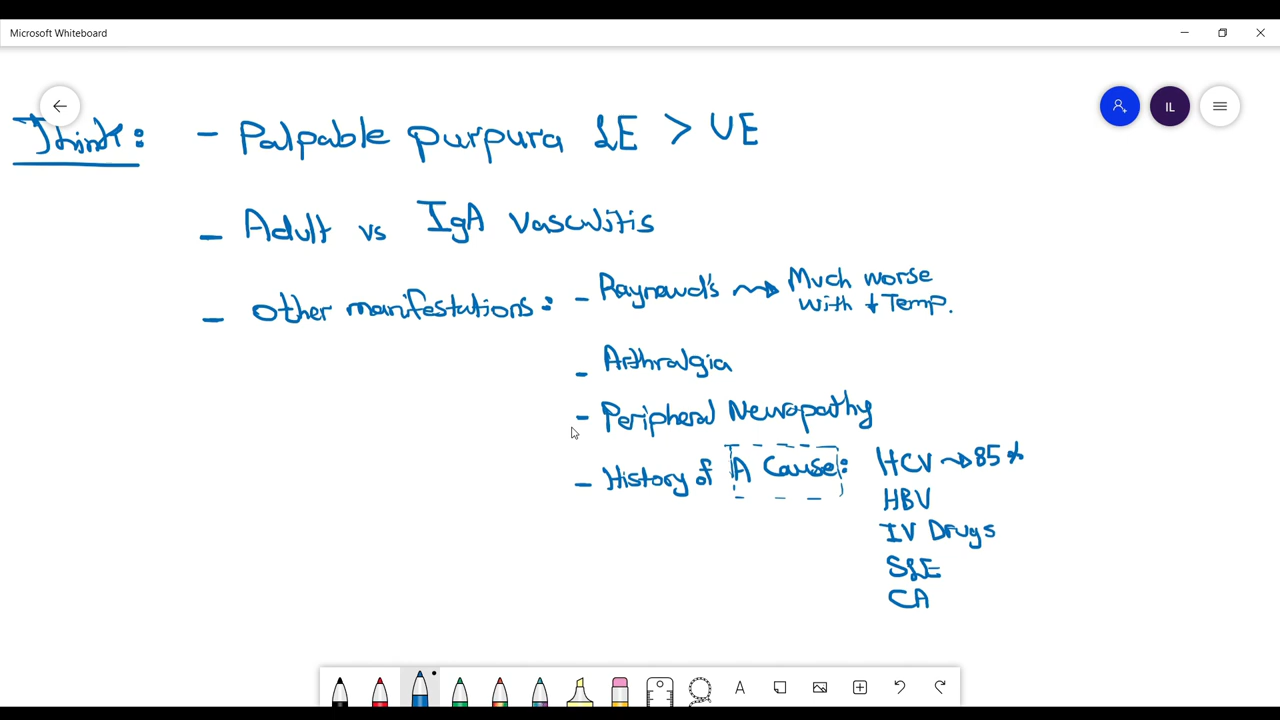 Microsoft Whiteboard
IL
Think: - Palpable purpura LE > UE
- Adult vs IgA vasculitis
- Other manifestations: - Raynaud's → Much worse
with ↓ Temp.
- Arthralgia
- Peripheral Neuropathy
- History of A Cause: HCV → 85 %
HBV
IV Drugs
SLE
CA
A